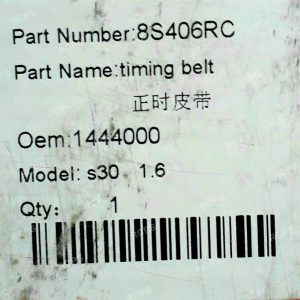 Part Number:8S406RC
Part Name:timing belt
正时皮带
Oem:1444000
Model: s30 1.6
Qty: 1